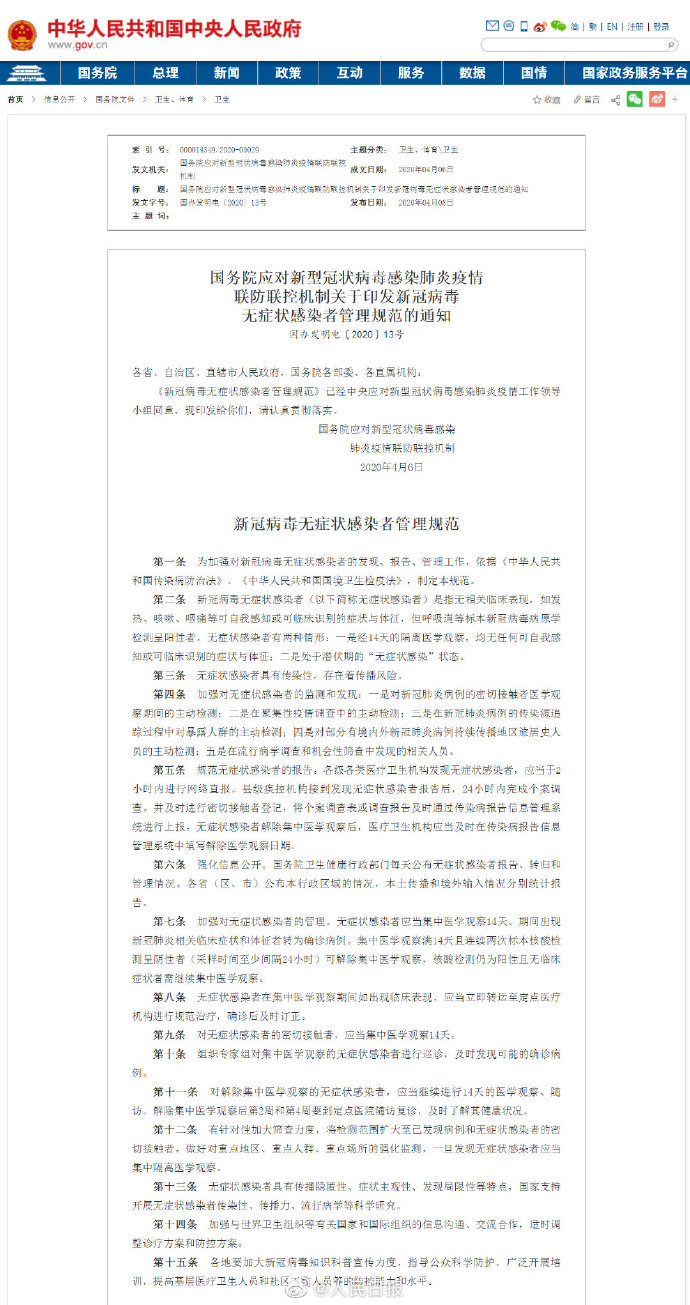 中华人民共和国中央人民政府
www.gov.cn
简 | 繁 | EN | 注册 | 登录
国务院 总理 新闻 政策 互动 服务 数据 国情 国家政务服务平台
首页 > 信息公开 > 国务院文件 > 卫生、体育 > 卫生
收藏 留言
索 引 号： 000014349/2020-00029 主题分类： 卫生、体育\卫生
发文机关： 国务院应对新型冠状病毒感染肺炎疫情联防联控机制 成文日期： 2020年04月06日
标 题： 国务院应对新型冠状病毒感染肺炎疫情联防联控机制关于印发新冠病毒无症状感染者管理规范的通知
发文字号： 国办发明电〔2020〕13号 发布日期： 2020年04月08日
主 题 词：
国务院应对新型冠状病毒感染肺炎疫情
联防联控机制关于印发新冠病毒
无症状感染者管理规范的通知
国办发明电〔2020〕13号
各省、自治区、直辖市人民政府，国务院各部委、各直属机构：
《新冠病毒无症状感染者管理规范》已经中央应对新型冠状病毒感染肺炎疫情工作领导
小组同意，现印发给你们，请认真贯彻落实。
国务院应对新型冠状病毒感染
肺炎疫情联防联控机制
2020年4月6日
新冠病毒无症状感染者管理规范
第一条 为加强对新冠病毒无症状感染者的发现、报告、管理工作，依据《中华人民共
和国传染病防治法》、《中华人民共和国国境卫生检疫法》，制定本规范。
第二条 新冠病毒无症状感染者（以下简称无症状感染者）是指无相关临床表现，如发
热、咳嗽、咽痛等可自我感知或可临床识别的症状与体征，但呼吸道等标本新冠病毒病原学
检测呈阳性者。无症状感染者有两种情形：一是经14天的隔离医学观察，均无任何可自我感
知或可临床识别的症状与体征；二是处于潜伏期的“无症状感染”状态。
第三条 无症状感染者具有传染性，存在着传播风险。
第四条 加强对无症状感染者的监测和发现：一是对新冠肺炎病例的密切接触者医学观
察期间的主动检测；二是在聚集性疫情调查中的主动检测；三是在新冠肺炎病例的传染源追
踪过程中对暴露人群的主动检测；四是对部分有境内外新冠肺炎病例持续传播地区旅居史人
员的主动检测；五是在流行病学调查和机会性筛查中发现的相关人员。
第五条 规范无症状感染者的报告。各级各类医疗卫生机构发现无症状感染者，应当于2
小时内进行网络直报。县级疾控机构接到发现无症状感染者报告后，24小时内完成个案调
查，并及时进行密切接触者登记，将个案调查表或调查报告及时通过传染病报告信息管理系
统进行上报。无症状感染者解除集中医学观察后，医疗卫生机构应当及时在传染病报告信息
管理系统中填写解除医学观察日期。
第六条 强化信息公开。国务院卫生健康行政部门每天公布无症状感染者报告、转归和
管理情况。各省（区、市）公布本行政区域的情况，本土传播和境外输入情况分别统计报
告。
第七条 加强对无症状感染者的管理。无症状感染者应当集中医学观察14天。期间出现
新冠肺炎相关临床症状和体征者转为确诊病例。集中医学观察满14天且连续两次标本核酸检
测呈阴性者（采样时间至少间隔24小时）可解除集中医学观察，核酸检测仍为阳性且无临床
症状者需继续集中医学观察。
第八条 无症状感染者在集中医学观察期间如出现临床表现，应当立即转运至定点医疗
机构进行规范治疗，确诊后及时订正。
第九条 对无症状感染者的密切接触者，应当集中医学观察14天。
第十条 组织专家组对集中医学观察的无症状感染者进行巡诊，及时发现可能的确诊病
例。
第十一条 对解除集中医学观察的无症状感染者，应当继续进行14天的医学观察、随
访。解除集中医学观察后第2周和第4周要到定点医院随访复诊，及时了解其健康状况。
第十二条 有针对性加大筛查力度，将检测范围扩大至已发现病例和无症状感染者的密
切接触者。做好对重点地区、重点人群、重点场所的强化监测，一旦发现无症状感染者应当
集中隔离医学观察。
第十三条 无症状感染者具有传播隐匿性、症状主观性、发现局限性等特点，国家支持
开展无症状感染者传染性、传播力、流行病学等科学研究。
第十四条 加强与世界卫生组织等有关国家和国际组织的信息沟通、交流合作，适时调
整诊疗方案和防控方案。
第十五条 各地要加大新冠病毒知识科普宣传力度，指导公众科学防护，广泛开展培
训，提高基层医疗卫生人员和社区工作人员等的防控能力和水平。
@人民日报